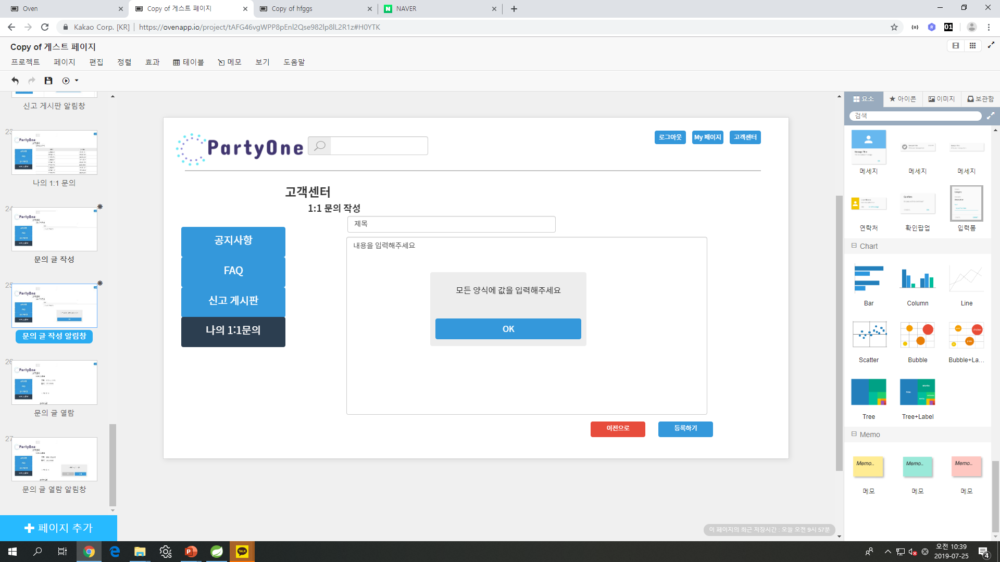 Oven
Copy of 게스트 페이지
Copy of hfggs
NAVER
Kakao Corp. [KR]
https://ovenapp.io/project/tAFG46vgWPP8pEnl2Qse982lp8lL2R1z#H0YTK
01
Copy of 게스트 페이지
프로젝트
페이지
편집
정렬
효과
테이블
메모
보기
도움말
신고 게시판 알림창
23
PartyOne
나의 1:1 문의
24
PartyOne
문의 글 작성
25
PartyOne
문의 글 작성 알림창
26
PartyOne
문의 글 열람
27
PartyOne
문의 글 열람 알림창
페이지 추가
PartyOne
로그아웃
My 페이지
고객센터
고객센터
1:1 문의 작성
제목
내용을 입력해주세요
공지사항
FAQ
신고 게시판
나의 1:1문의
모든 양식에 값을 입력해주세요
OK
이전으로
등록하기
이 페이지의 최근 저장시간 : 오늘 오전 9시 57분
요소
아이콘
이미지
보관함
검색
메세지
메세지
메세지
연락처
확인팝업
입력폼
Chart
Bar
Column
Line
Scatter
Bubble
Bubble+La...
Tree
Tree+Label
Memo
Memo..
Memo..
Memo..
메모
메모
메모
TALK
오전 10:39
2019-07-25
4